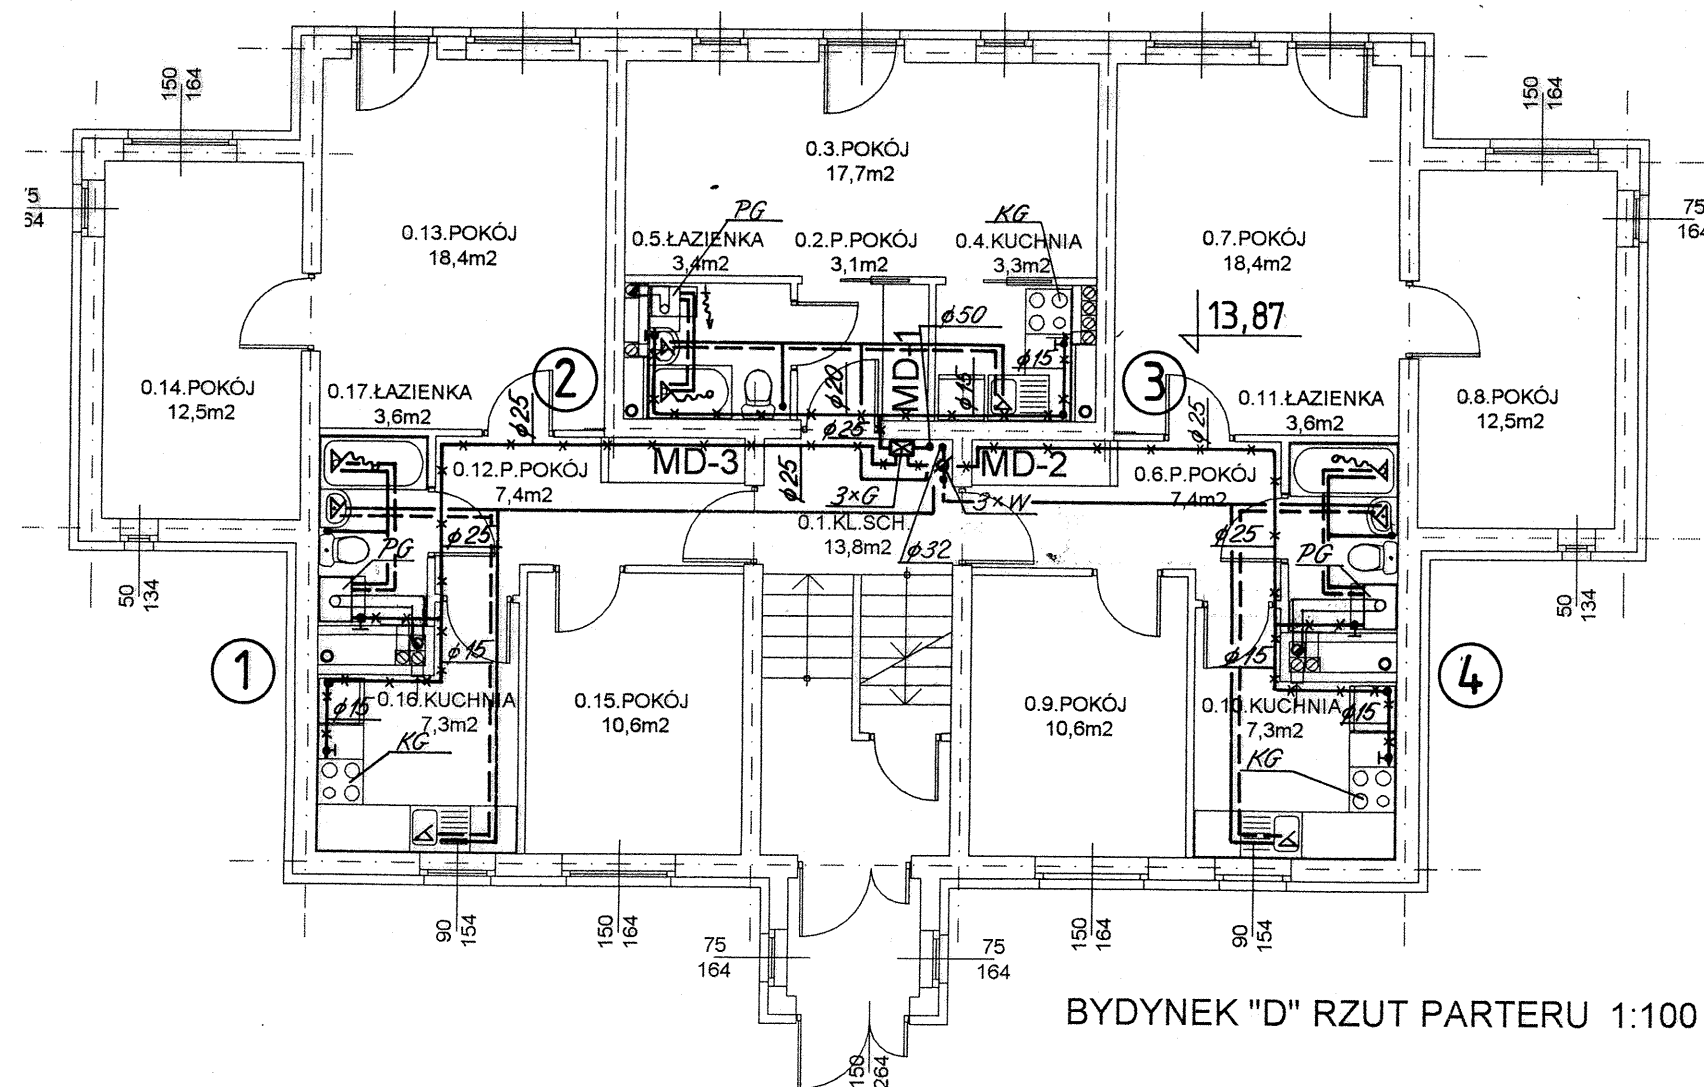 150
164
150
164
0.3.POKÓJ
17,7m2
75
164
PG
KG
0.13.POKÓJ
18,4m2
0.5.ŁAZIENKA
3,4m2
0.2.P.POKÓJ
3,1m2
0.4.KUCHNIA
3,3m2
0.7.POKÓJ
18,4m2
13,87
ϕ50
MD-1
ϕ15
ϕ15
ϕ20
2
3
0.14.POKÓJ
12,5m2
0.17.ŁAZIENKA
3,6m2
ϕ25
0.11.ŁAZIENKA
3,6m2
ϕ25
0.8.POKÓJ
12,5m2
ϕ25
0.12.P.POKÓJ
7,4m2
MD-3
ϕ25
MD-2
0.6.P.POKÓJ
7,4m2
3×G
3×W
0.1.KL.SCH.
13,8m2
ϕ32
ϕ25
PG
ϕ25
PG
50
134
50
134
1
ϕ15
ϕ15
4
0.16.KUCHNIA
7,3m2
ϕ15
KG
0.15.POKÓJ
10,6m2
0.9.POKÓJ
10,6m2
0.10.KUCHNIA
7,3m2
ϕ15
KG
90
154
150
164
150
164
90
154
75
164
75
164
BYDYNEK "D" RZUT PARTERU 1:100
150
264